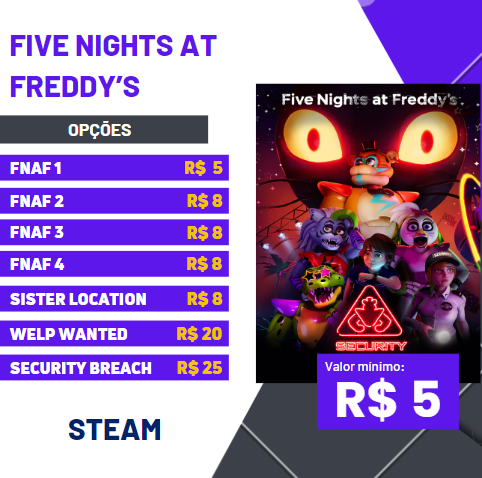 FIVE NIGHTS AT
FREDDY'S
OPÇÕES
FNAF 1 R$ 5
FNAF 2 R$ 8
FNAF 3 R$ 8
FNAF 4 R$ 8
SISTER LOCATION R$ 8
WELP WANTED R$ 20
SECURITY BREACH R$ 25
STEAM
Five Nights at Freddy's
SECURITY
Valor mínimo:
R$ 5